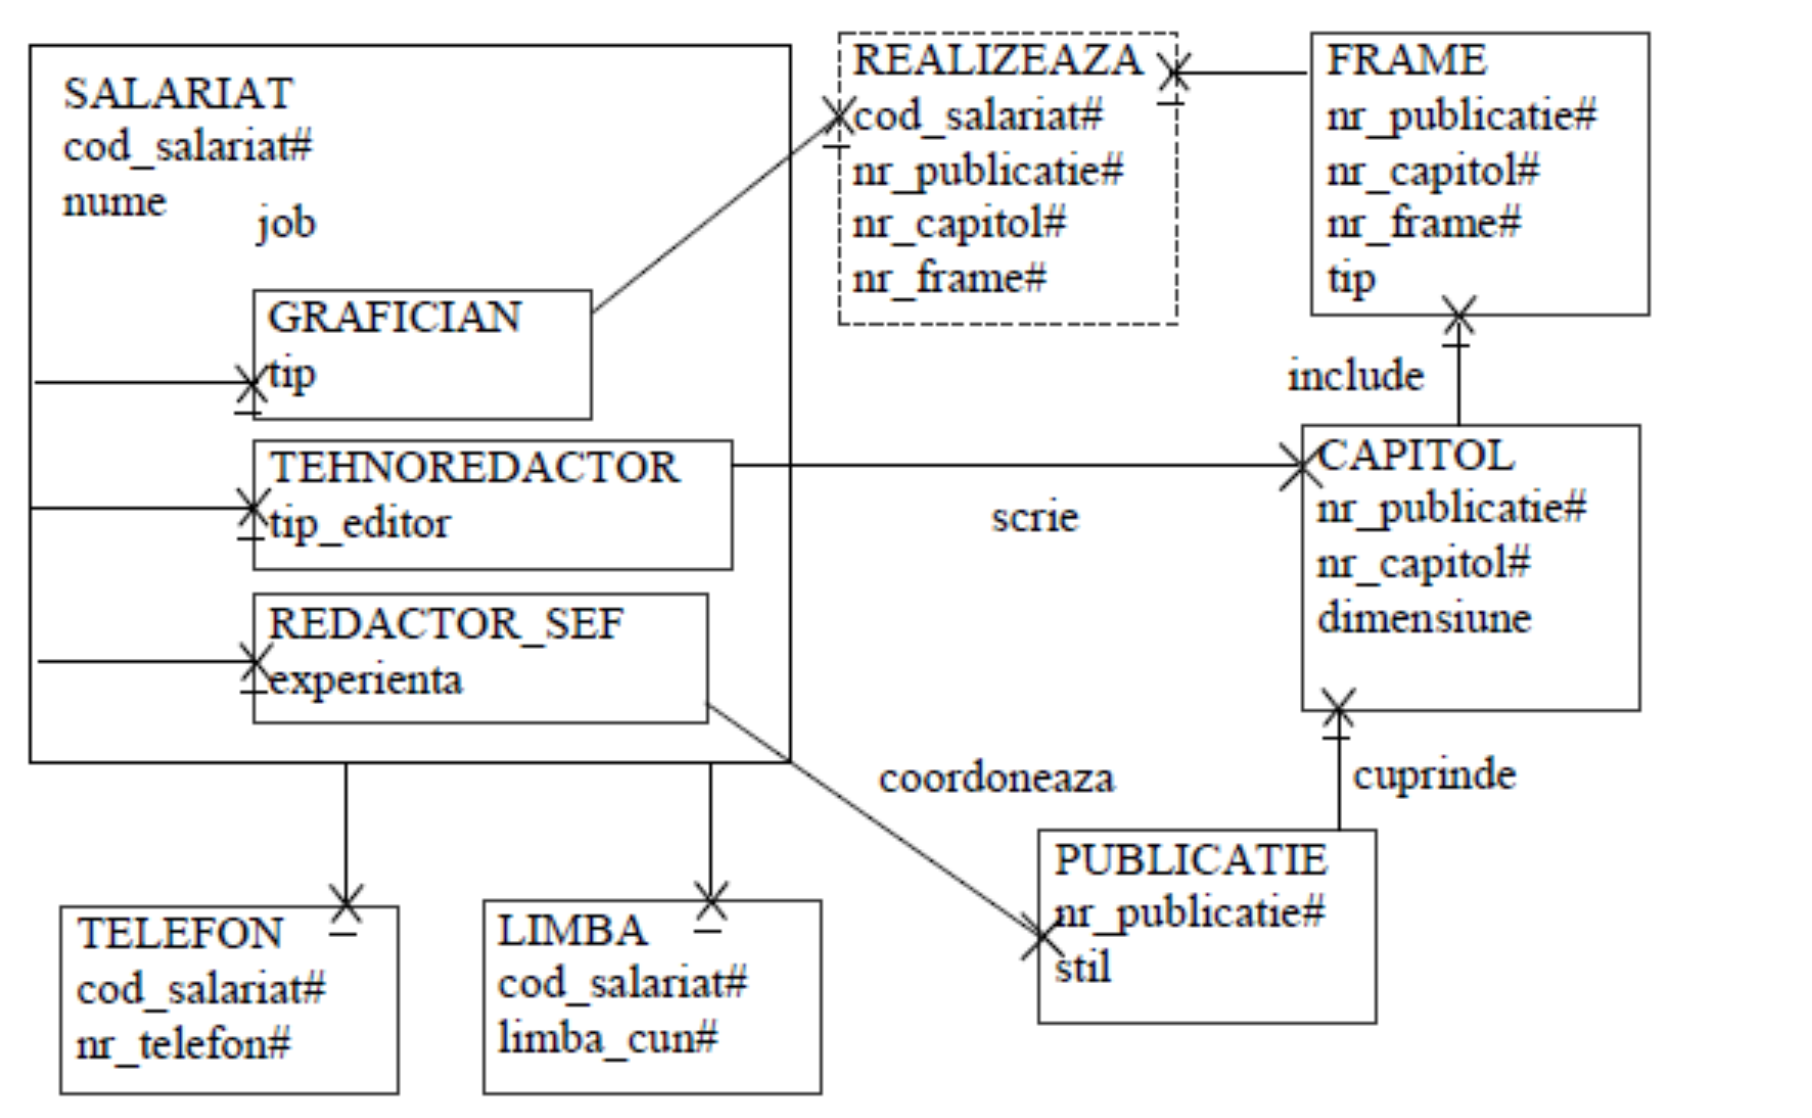 SALARIAT
cod_salariat#
nume
job
GRAFICIAN
tip
TEHNOREDACTOR
tip_editor
REDACTOR_SEF
experienta
REALIZEAZA
cod_salariat#
nr_publicatie#
nr_capitol#
nr_frame#
FRAME
nr_publicatie#
nr_capitol#
nr_frame#
tip
include
scrie
CAPITOL
nr_publicatie#
nr_capitol#
dimensiune
coordoneaza
cuprinde
PUBLICATIE
nr_publicatie#
stil
TELEFON
cod_salariat#
nr_telefon#
LIMBA
cod_salariat#
limba_cun#